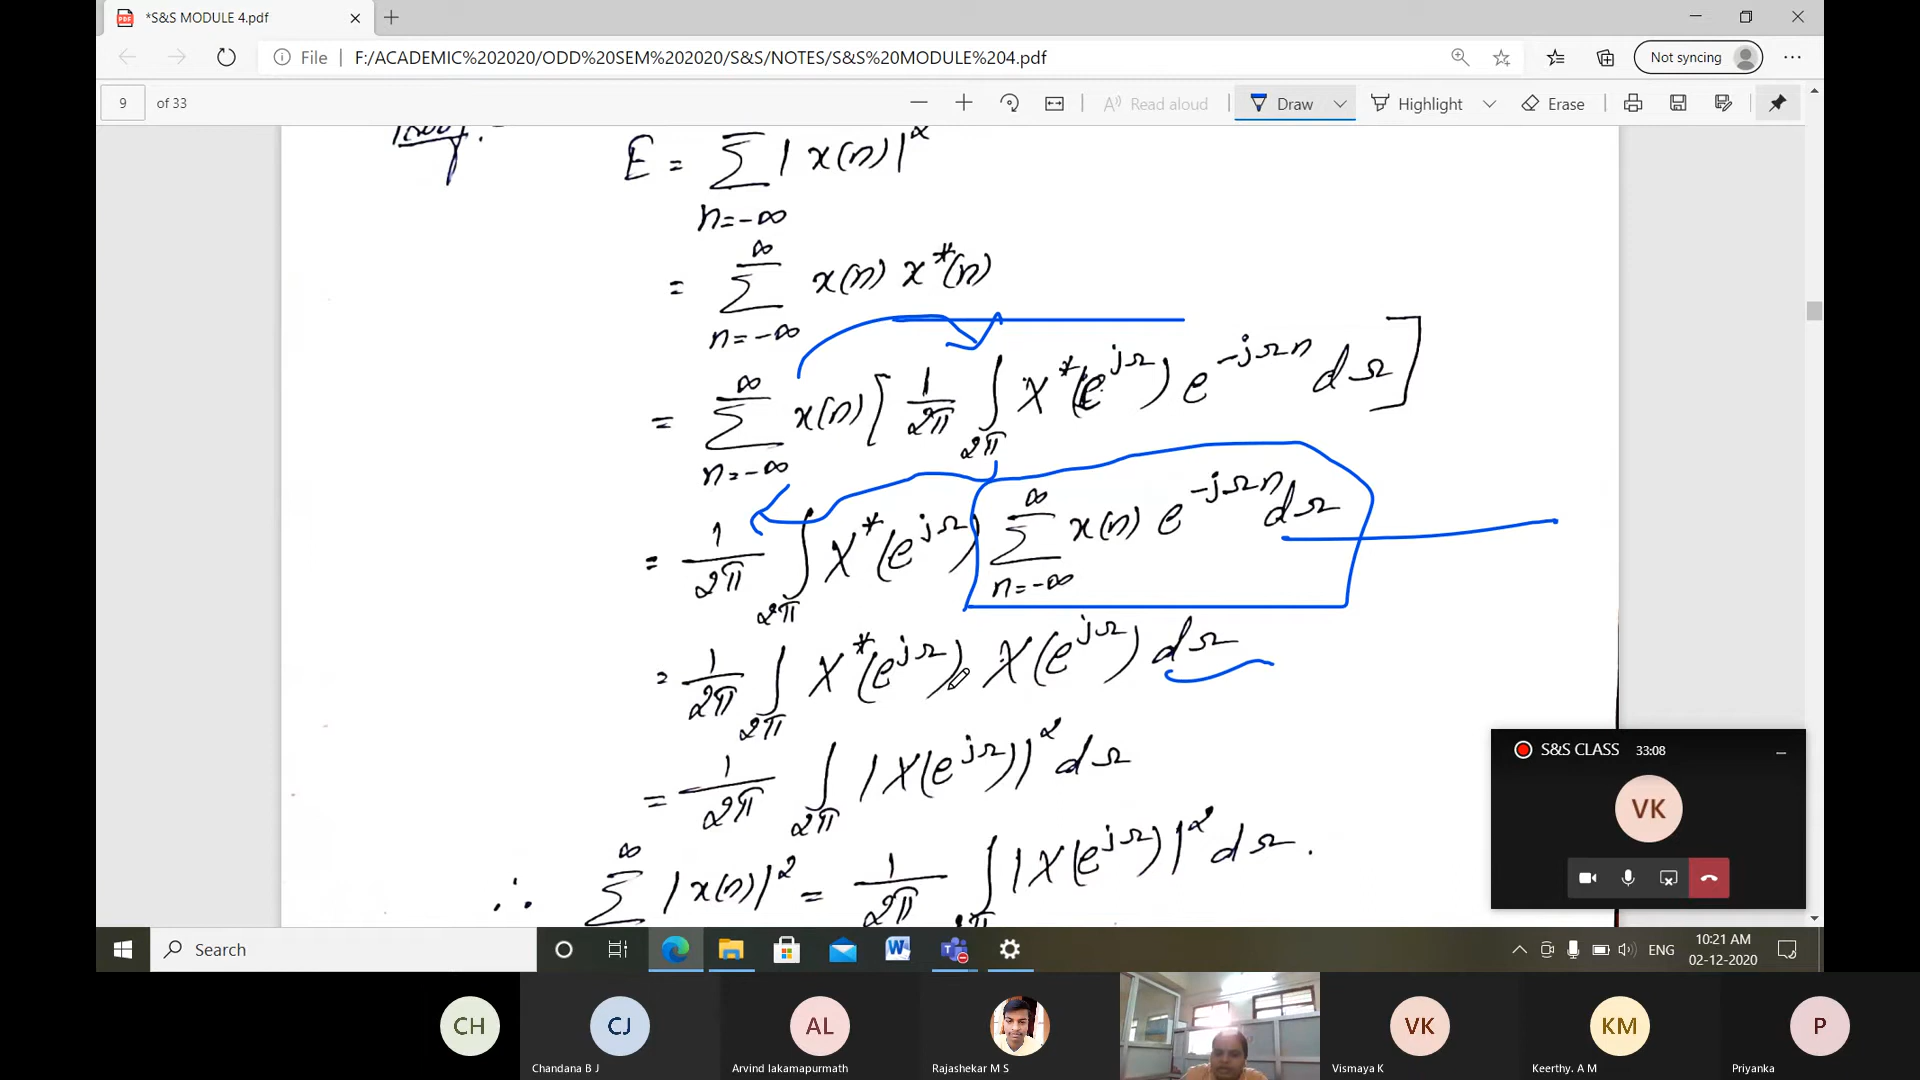 *S&S MODULE 4.pdf
File F:/ACADEMIC%202020/ODD%20SEM%202020/S&S/NOTES/S&S%20MODULE%204.pdf
Not syncing
9 of 33
Read aloud
Draw
Highlight
Erase
Proof:-
E = ∑ |x(n)|²
n=-∞
= ∑ x(n) x*(n)
∞
n=-∞
= ∑ x(n) [ 1/2π ∫ X*(e^jΩ) e^-jΩn dΩ ]
∞
n=-∞ 2π
= 1/2π ∫ X*(e^jΩ) ∑ x(n) e^-jΩn dΩ
∞
2π n=-∞
= 1/2π ∫ X*(e^jΩ) X(e^jΩ) dΩ
2π
= 1/2π ∫ |X(e^jΩ)|² dΩ
2π
∞
∴ ∑ |x(n)|² = 1/2π ∫ |X(e^jΩ)|² dΩ.
2π
S&S CLASS 33:08
VK
Search
ENG
10:21 AM
02-12-2020
CH
CJ
AL
VK
KM
P
Chandana B J
Arvind lakamapurmath
Rajashekar M S
Vismaya K
Keerthy. A M
Priyanka